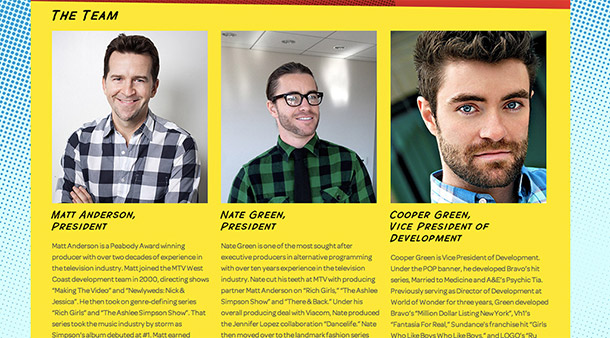 THE TEAM
MATT ANDERSON,
PRESIDENT
Matt Anderson is a Peabody Award winning
producer with over two decades of experience in
the television industry. Matt joined the MTV West
Coast development team in 2000, directing shows
"Making The Video" and "Newlyweds: Nick &
Jessica". He then took on genre-defining series
"Rich Girls" and "The Ashlee Simpson Show". That
series took the music industry by storm as
Simpson's album debuted at #1. Matt earned
NATE GREEN,
PRESIDENT
Nate Green is one of the most sought after
executives in alternative programming
with over ten years experience in the television
industry. Nate cut his teeth at MTV with producing
partner Matt Anderson on "Rich Girls," "The Ashlee
Simpson Show" and "There & Back." Under his
overall producing deal with Viacom, Nate produced
the Jennifer Lopez collaboration "Dancelife." Nate
then moved over to the landmark fashion series
COOPER GREEN,
VICE PRESIDENT OF
DEVELOPMENT
Cooper Green is Vice President of Development.
Under the POP banner, he developed Bravo's hit
series, Married to Medicine and A&E's Psychic Tia.
Previously serving as Director of Development at
World of Wonder for three years, Green developed
Bravo's "Million Dollar Listing New York", Vh1's
"Fantasia For Real," Sundance's franchise hit "Girls
Who Like Boys Who Like Boys," and LOGO's "Ru